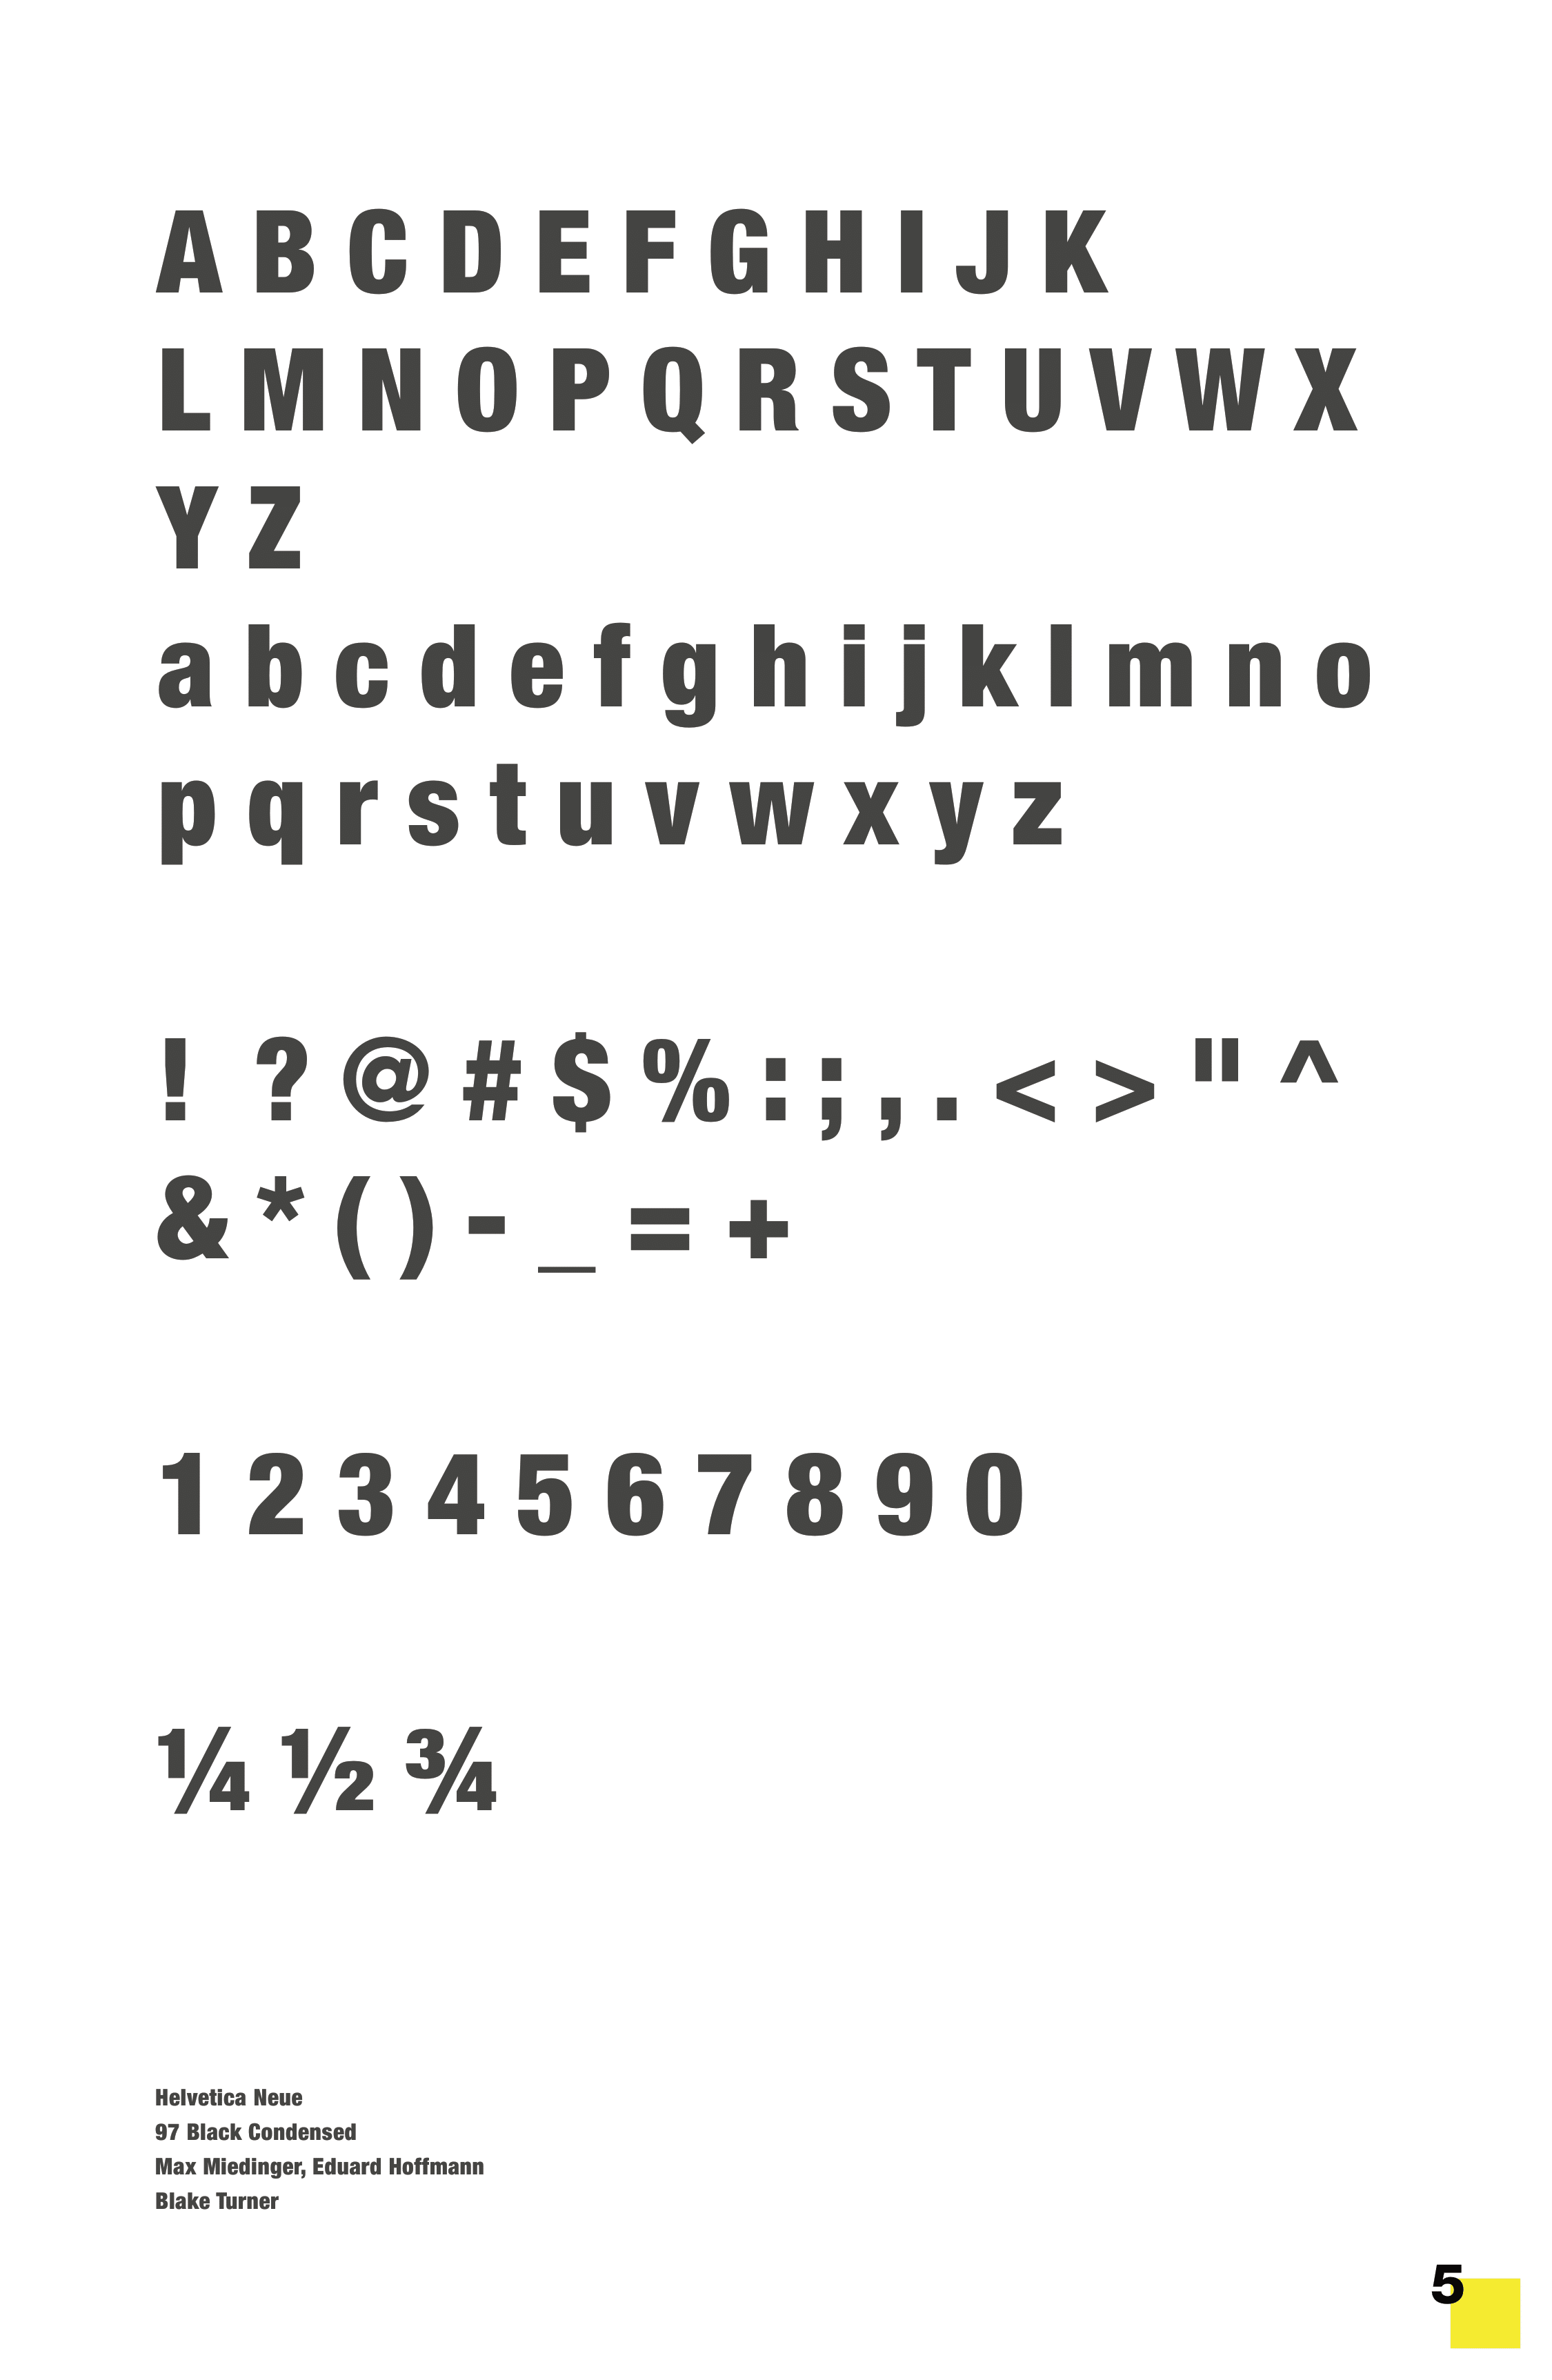 A B C D E F G H I J K
L M N O P Q R S T U V W X
Y Z
a b c d e f g h i j k l m n o
p q r s t u v w x y z
! ? @ # $ % : ; , . < > " ^
& * ( ) - _ = +
1 2 3 4 5 6 7 8 9 0
¼ ½ ¾
Helvetica Neue
97 Black Condensed
Max Miedinger, Eduard Hoffmann
Blake Turner
5